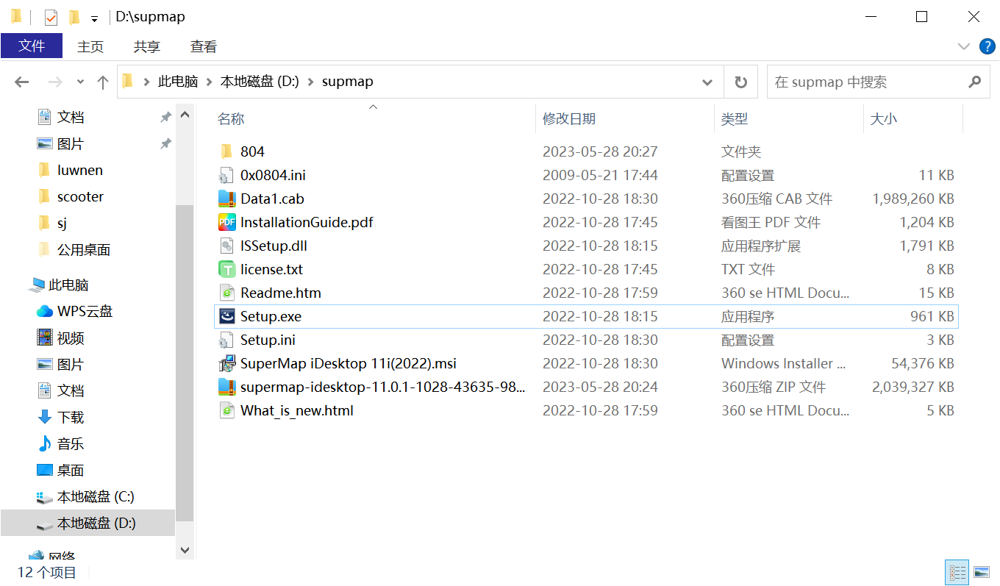 D:\supmap
文件 主页 共享 查看
?
此电脑 本地磁盘 (D:) supmap 在 supmap 中搜索
文档
图片
luwnen
scooter
sj
公用桌面
此电脑
WPS云盘
视频
图片
文档
下载
音乐
桌面
本地磁盘 (C:)
本地磁盘 (D:)
网络
名称 修改日期 类型 大小
804 2023-05-28 20:27 文件夹
0x0804.ini 2009-05-21 17:44 配置设置 11 KB
Data1.cab 2022-10-28 18:30 360压缩 CAB 文件 1,989,260 KB
PDF InstallationGuide.pdf 2022-10-28 17:45 看图王 PDF 文件 1,204 KB
ISSetup.dll 2022-10-28 18:15 应用程序扩展 1,791 KB
T license.txt 2022-10-28 17:45 TXT 文件 8 KB
Readme.htm 2022-10-28 17:59 360 se HTML Docu... 15 KB
Setup.exe 2022-10-28 18:15 应用程序 961 KB
Setup.ini 2022-10-28 18:30 配置设置 3 KB
SuperMap iDesktop 11i(2022).msi 2022-10-28 18:30 Windows Installer ... 54,376 KB
supermap-idesktop-11.0.1-1028-43635-98... 2023-05-28 20:24 360压缩 ZIP 文件 2,039,327 KB
What_is_new.html 2022-10-28 17:59 360 se HTML Docu... 5 KB
12 个项目